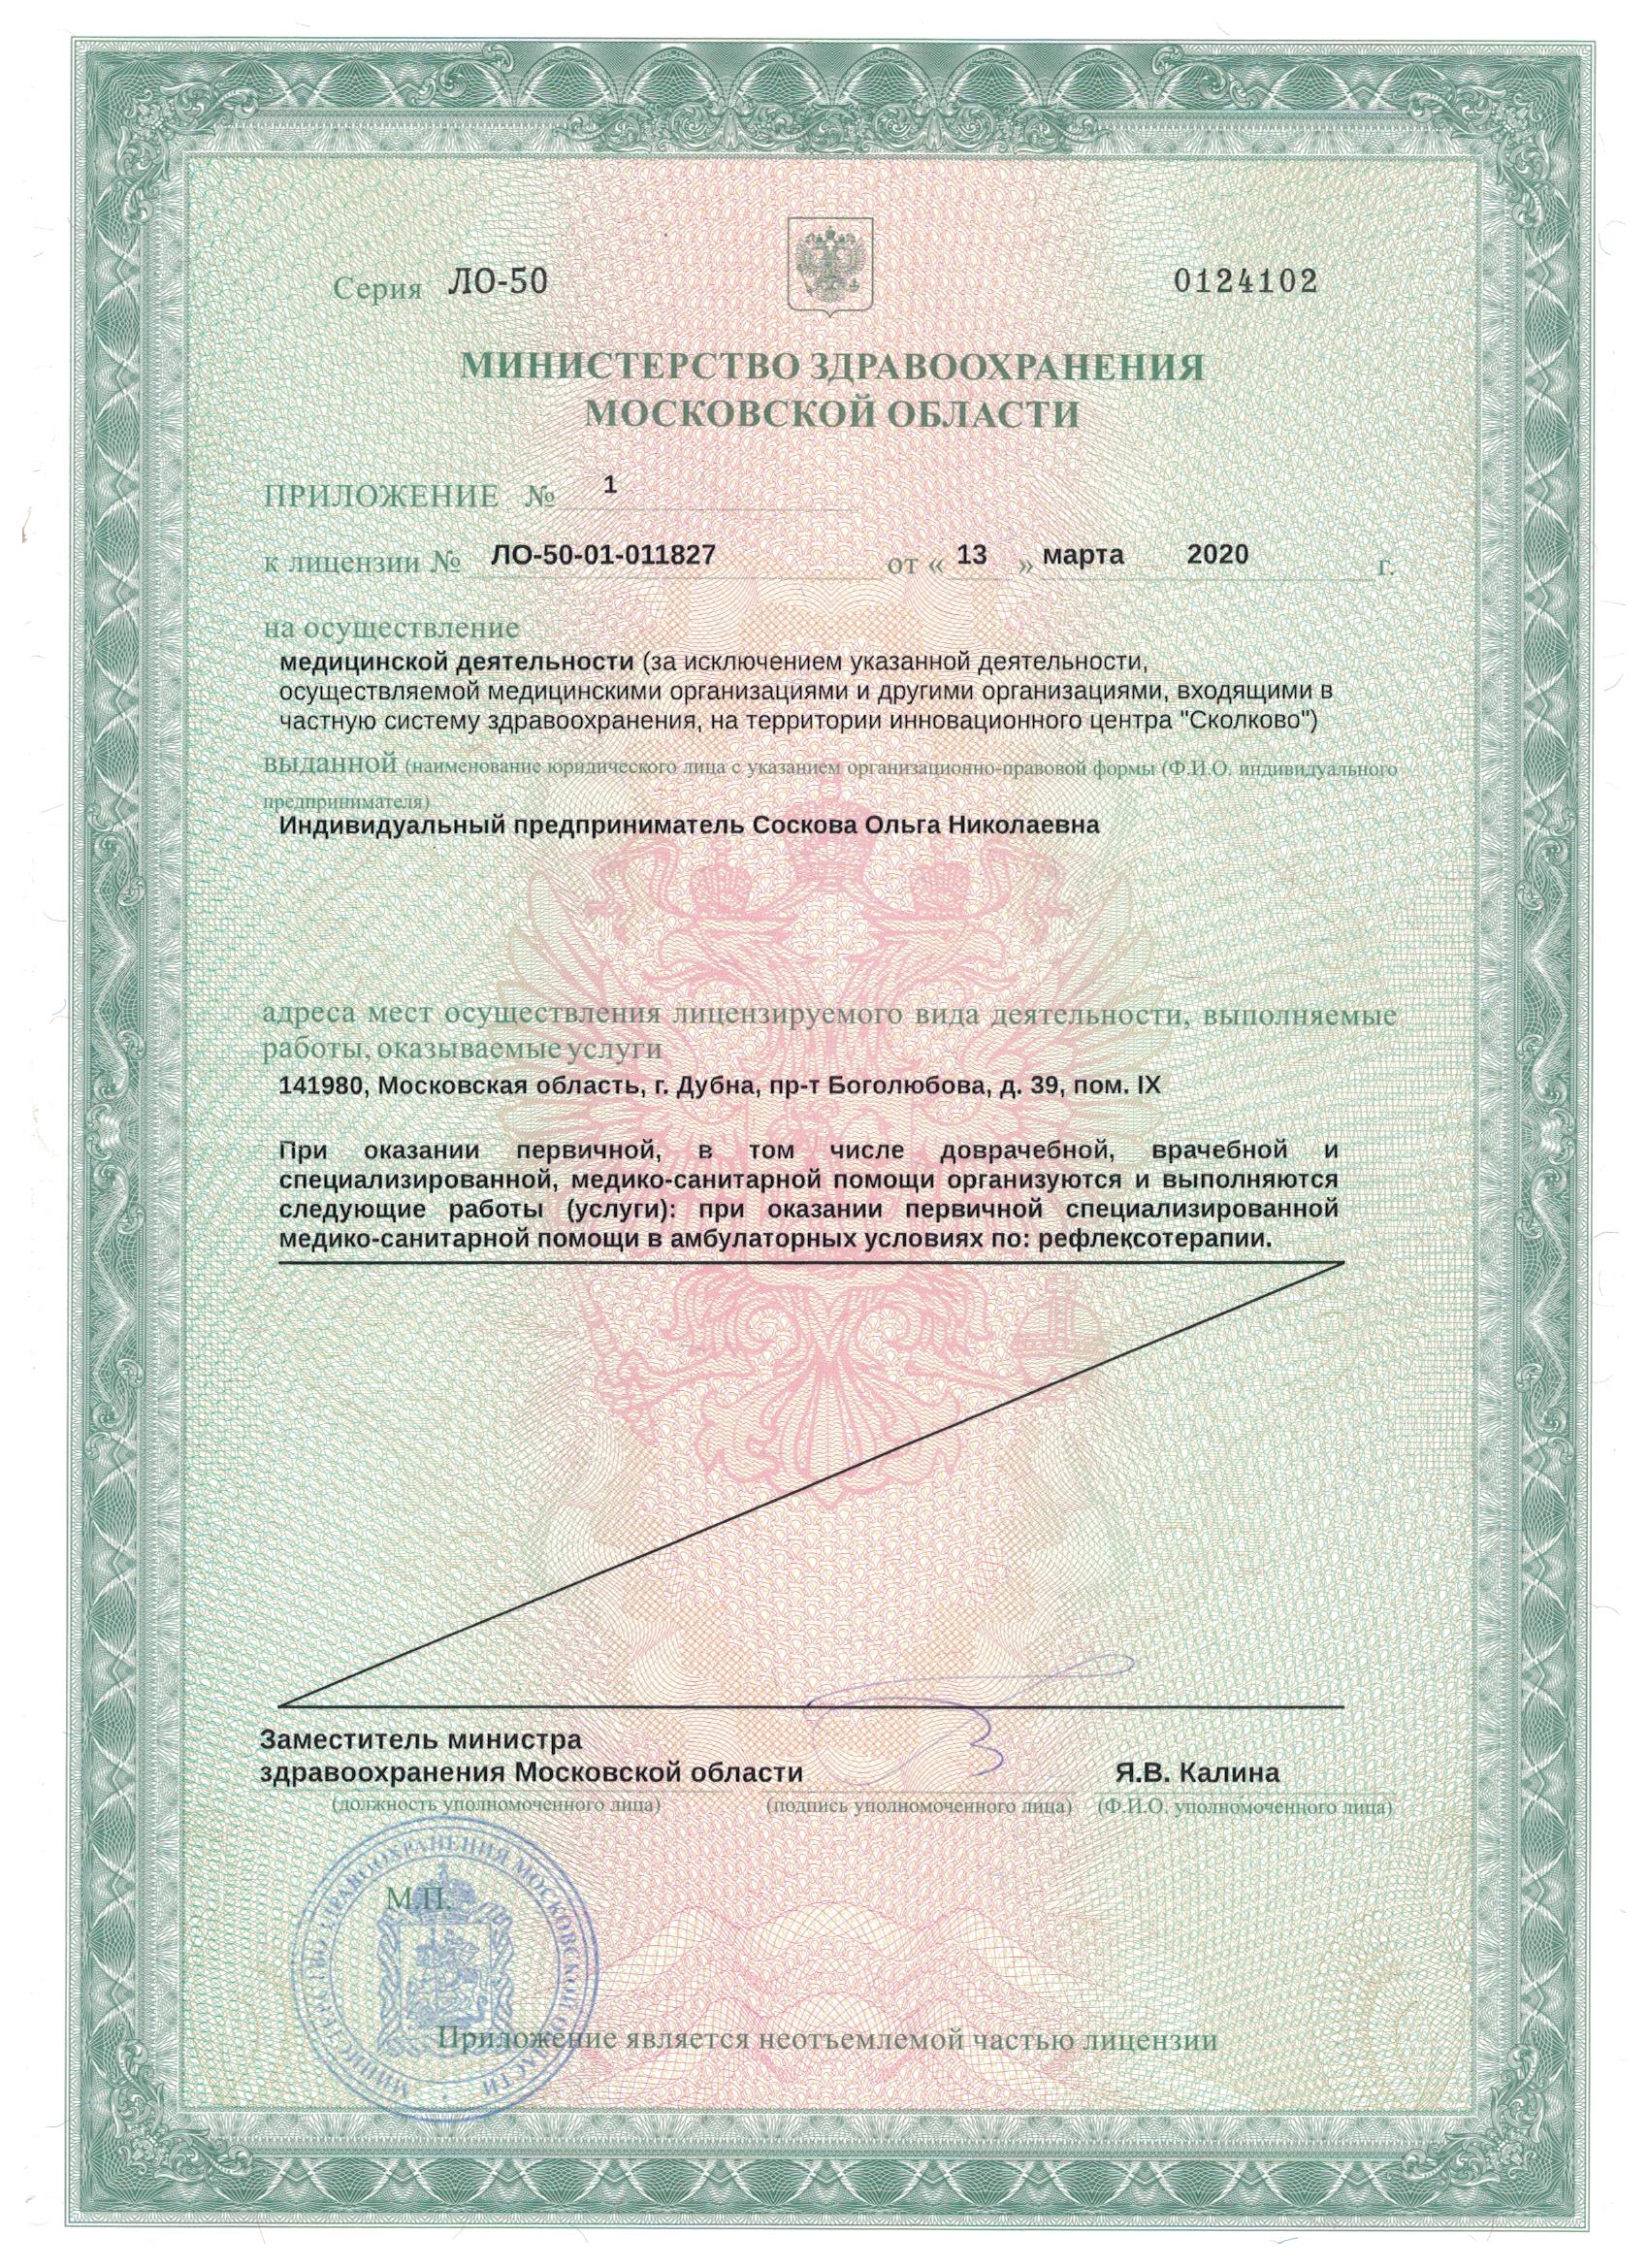 Серия ЛО-50 0124102
МИНИСТЕРСТВО ЗДРАВООХРАНЕНИЯ
МОСКОВСКОЙ ОБЛАСТИ
ПРИЛОЖЕНИЕ № 1
к лицензии № ЛО-50-01-011827 от « 13 » марта 2020 г.
на осуществление
медицинской деятельности (за исключением указанной деятельности,
осуществляемой медицинскими организациями и другими организациями, входящими в
частную систему здравоохранения, на территории инновационного центра "Сколково")
выданной (наименование юридического лица с указанием организационно-правовой формы (Ф.И.О. индивидуального
предпринимателя)
Индивидуальный предприниматель Соскова Ольга Николаевна
адреса мест осуществления лицензируемого вида деятельности, выполняемые
работы, оказываемые услуги
141980, Московская область, г. Дубна, пр-т Боголюбова, д. 39, пом. IX
При оказании первичной, в том числе доврачебной, врачебной и
специализированной, медико-санитарной помощи организуются и выполняются
следующие работы (услуги): при оказании первичной специализированной
медико-санитарной помощи в амбулаторных условиях по: рефлексотерапии.
Заместитель министра
здравоохранения Московской области Я.В. Калина
(должность уполномоченного лица) (подпись уполномоченного лица) (Ф.И.О. уполномоченного лица)
М.П.
МИНИСТЕРСТВО ЗДРАВООХРАНЕНИЯ МОСКОВСКОЙ ОБЛАСТИ
Приложение является неотъемлемой частью лицензии